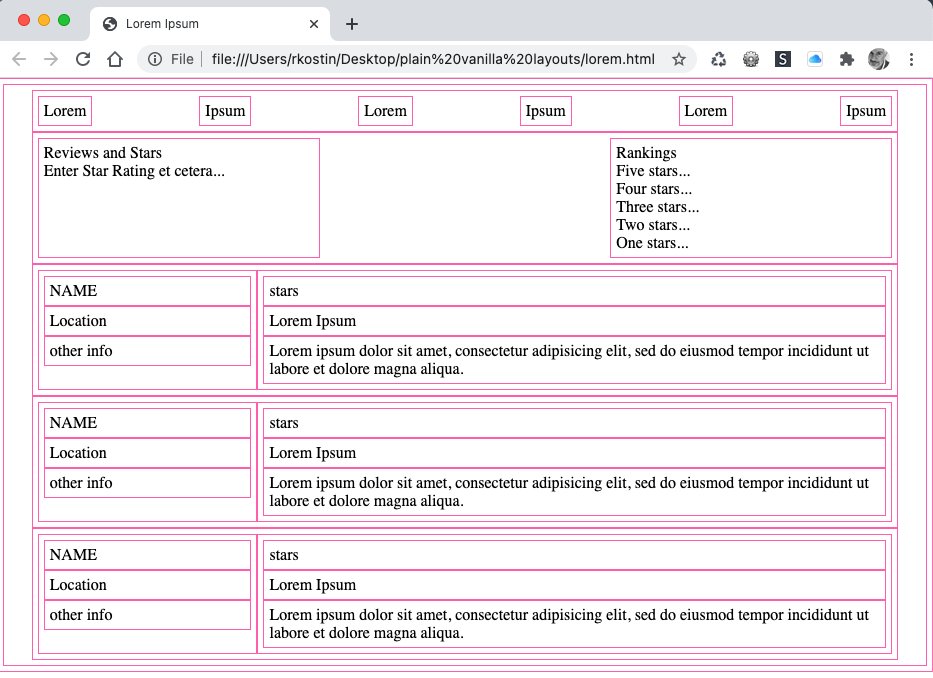 Lorem Ipsum
File file:///Users/rkostin/Desktop/plain%20vanilla%20layouts/lorem.html
S
Lorem Ipsum Lorem Ipsum Lorem Ipsum
Reviews and Stars
Enter Star Rating et cetera...
Rankings
Five stars...
Four stars...
Three stars...
Two stars...
One stars...
NAME
Location
other info
stars
Lorem Ipsum
Lorem ipsum dolor sit amet, consectetur adipisicing elit, sed do eiusmod tempor incididunt ut
labore et dolore magna aliqua.
NAME
Location
other info
stars
Lorem Ipsum
Lorem ipsum dolor sit amet, consectetur adipisicing elit, sed do eiusmod tempor incididunt ut
labore et dolore magna aliqua.
NAME
Location
other info
stars
Lorem Ipsum
Lorem ipsum dolor sit amet, consectetur adipisicing elit, sed do eiusmod tempor incididunt ut
labore et dolore magna aliqua.